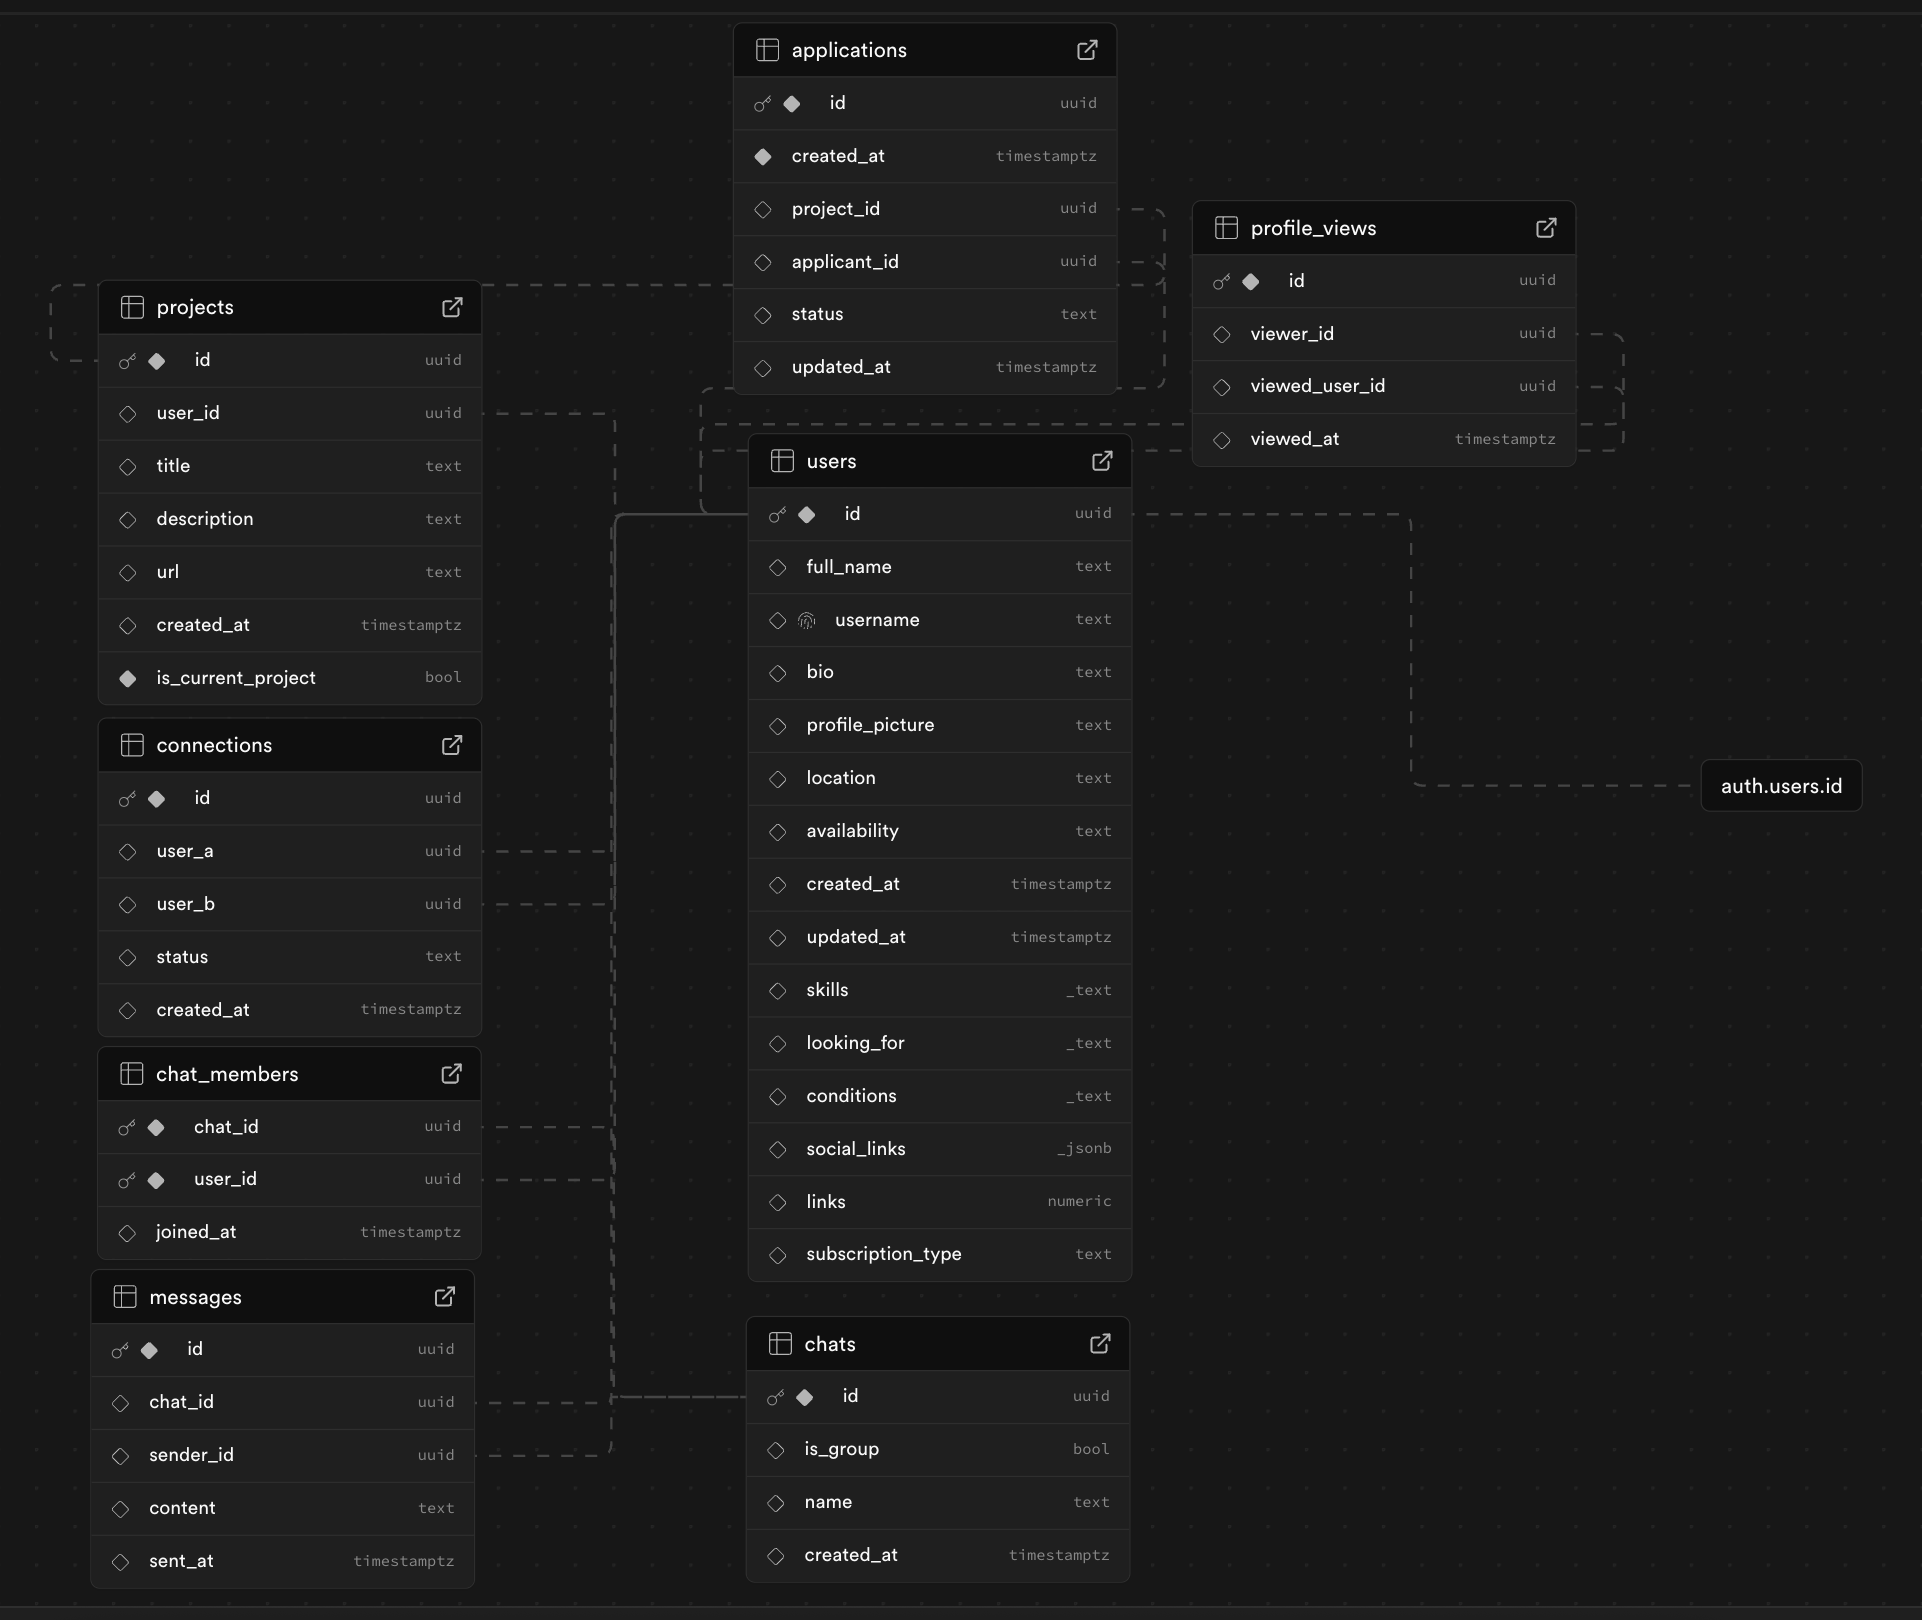 applications
id uuid
created_at timestamptz
project_id uuid
applicant_id uuid
status text
updated_at timestamptz
profile_views
id uuid
viewer_id uuid
viewed_user_id uuid
viewed_at timestamptz
projects
id uuid
user_id uuid
title text
description text
url text
created_at timestamptz
is_current_project bool
users
id uuid
full_name text
username text
bio text
profile_picture text
location text
availability text
created_at timestamptz
updated_at timestamptz
skills _text
looking_for _text
conditions _text
social_links _jsonb
links numeric
subscription_type text
auth.users.id
connections
id uuid
user_a uuid
user_b uuid
status text
created_at timestamptz
chat_members
chat_id uuid
user_id uuid
joined_at timestamptz
messages
id uuid
chat_id uuid
sender_id uuid
content text
sent_at timestamptz
chats
id uuid
is_group bool
name text
created_at timestamptz